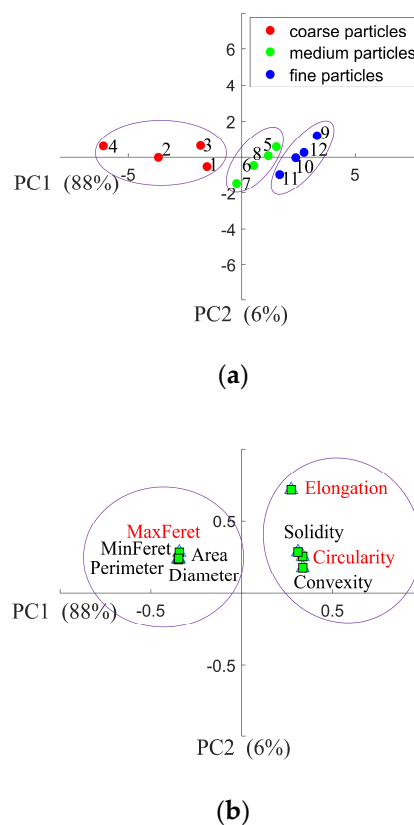 8
coarse particles
6
medium particles
4
fine particles
2
9
4 2 3 5 12
8
1 6 10
PC1 (88%) -5 7 11 5
-2
-4
-6
PC2 (6%)
(a)
Elongation
0.5
Solidity
MaxFeret
MinFeret Area Circularity
Perimeter Diameter Convexity
PC1 (88%) -0.5 0.5
-0.5
PC2 (6%)
(b)